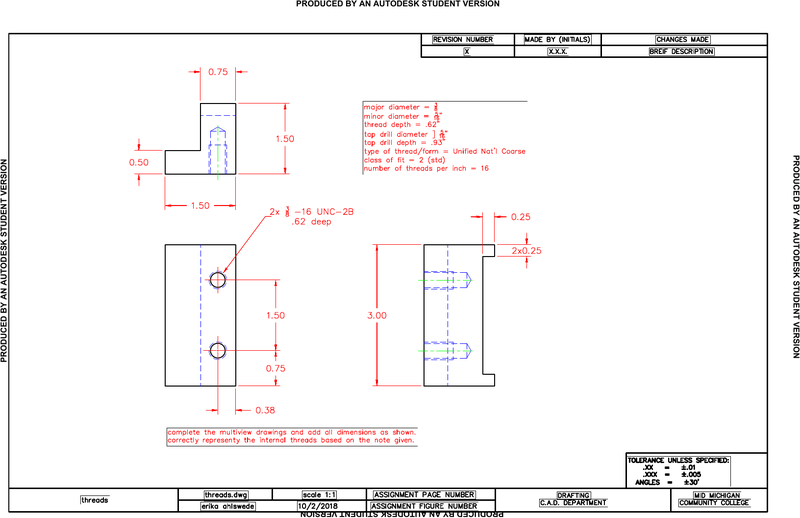 PRODUCED BY AN AUTODESK STUDENT VERSION
REVISION NUMBER MADE BY (INITIALS) CHANGES MADE
X X.X.X. BREIF DESCRIPTION
0.75
1.50
0.50
1.50
major diameter = 3/8
minor diameter =
thread depth = .62"
tap drill diameter ]
tap drill depth = .93"
type of thread/form = Unified Nat'l Coarse
class of fit = 2 (std)
number of threads per inch = 16
2x 3/8 -16 UNC-2B
.62 deep
0.25
2x0.25
1.50
3.00
0.75
0.38
complete the multiview drawings and add all dimensions as shown.
correctly representy the internal threads based on the note given.
TOLERANCE UNLESS SPECIFIED:
.XX = ±.01
.XXX = ±.005
ANGLES = ±30'
threads
threads.dwg scale 1:1 ASSIGNMENT PAGE NUMBER
erika ahlswede 10/2/2018 ASSIGNMENT FIGURE NUMBER
DRAFTING
C.A.D. DEPARTMENT
MID MICHIGAN
COMMUNITY COLLEGE
PRODUCED BY AN AUTODESK STUDENT VERSION
PRODUCED BY AN AUTODESK STUDENT VERSION
PRODUCED BY AN AUTODESK STUDENT VERSION